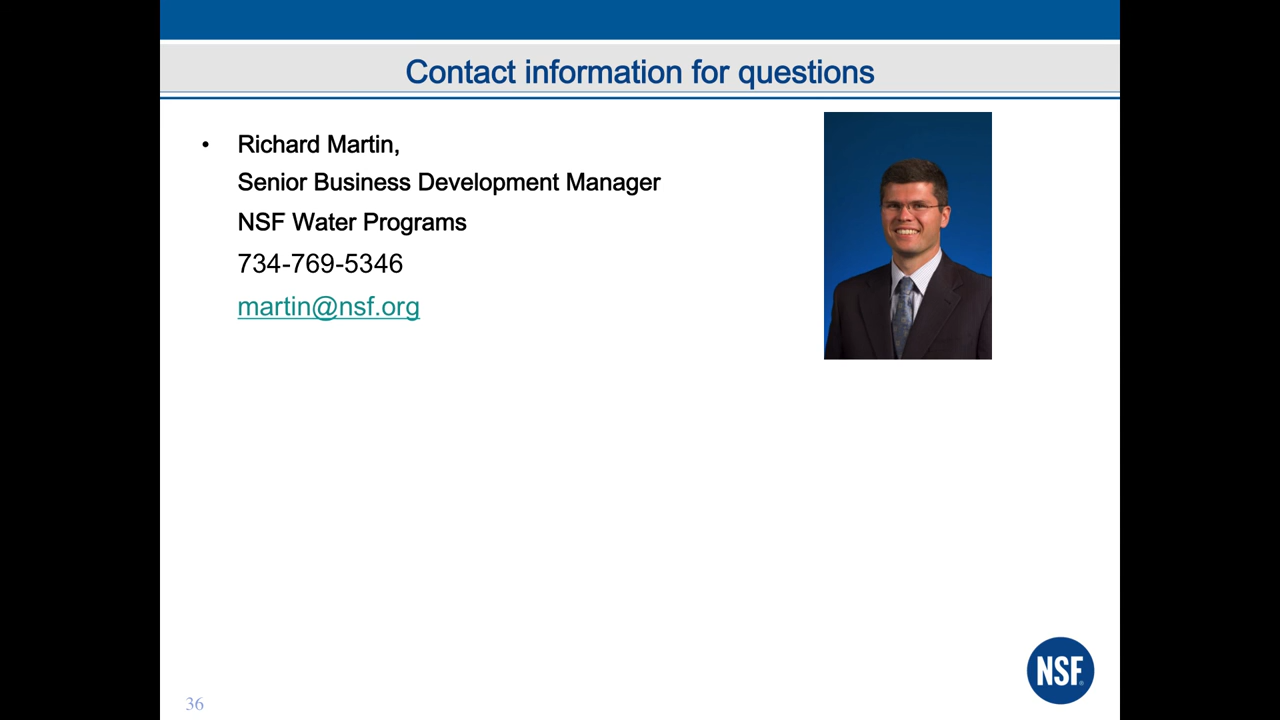 Contact information for questions
• Richard Martin,
Senior Business Development Manager
NSF Water Programs
734-769-5346
martin@nsf.org
NSF®
36